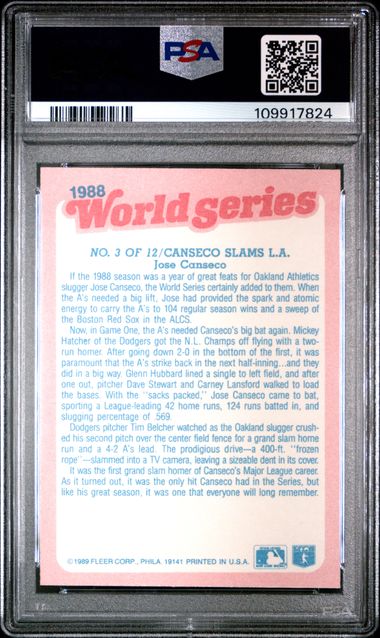 PSA
109917824
1988
World Series
NO. 3 OF 12/CANSECO SLAMS L.A.
Jose Canseco
If the 1988 season was a year of great feats for Oakland Athletics
slugger Jose Canseco, the World Series certainly added to them. When
the A's needed a big lift, Jose had provided the spark and atomic
energy to carry the A's to 104 regular season wins and a sweep of
the Boston Red Sox in the ALCS.
Now, in Game One, the A's needed Canseco's big bat again. Mickey
Hatcher of the Dodgers got the N.L. Champs off flying with a two-
run homer. After going down 2-0 in the bottom of the first, it was
paramount that the A's strike back in the next half-inning...and they
did in a big way. Glenn Hubbard lined a single to left field, and after
one out, pitcher Dave Stewart and Carney Lansford walked to load
the bases. With the "sacks packed," Jose Canseco came to bat,
sporting a League-leading 42 home runs, 124 runs batted in, and
slugging percentage of .569.
Dodgers pitcher Tim Belcher watched as the Oakland slugger crush-
ed his second pitch over the center field fence for a grand slam home
run and a 4-2 A's lead. The prodigious drive—a 400-ft. "frozen
rope"—slammed into a TV camera, leaving a sizeable dent in its cover.
It was the first grand slam homer of Canseco's Major League career.
As it turned out, it was the only hit Canseco had in the Series, but
like his great season, it was one that everyone will long remember.
©1989 FLEER CORP., PHILA. 19141 PRINTED IN U.S.A.
PSA